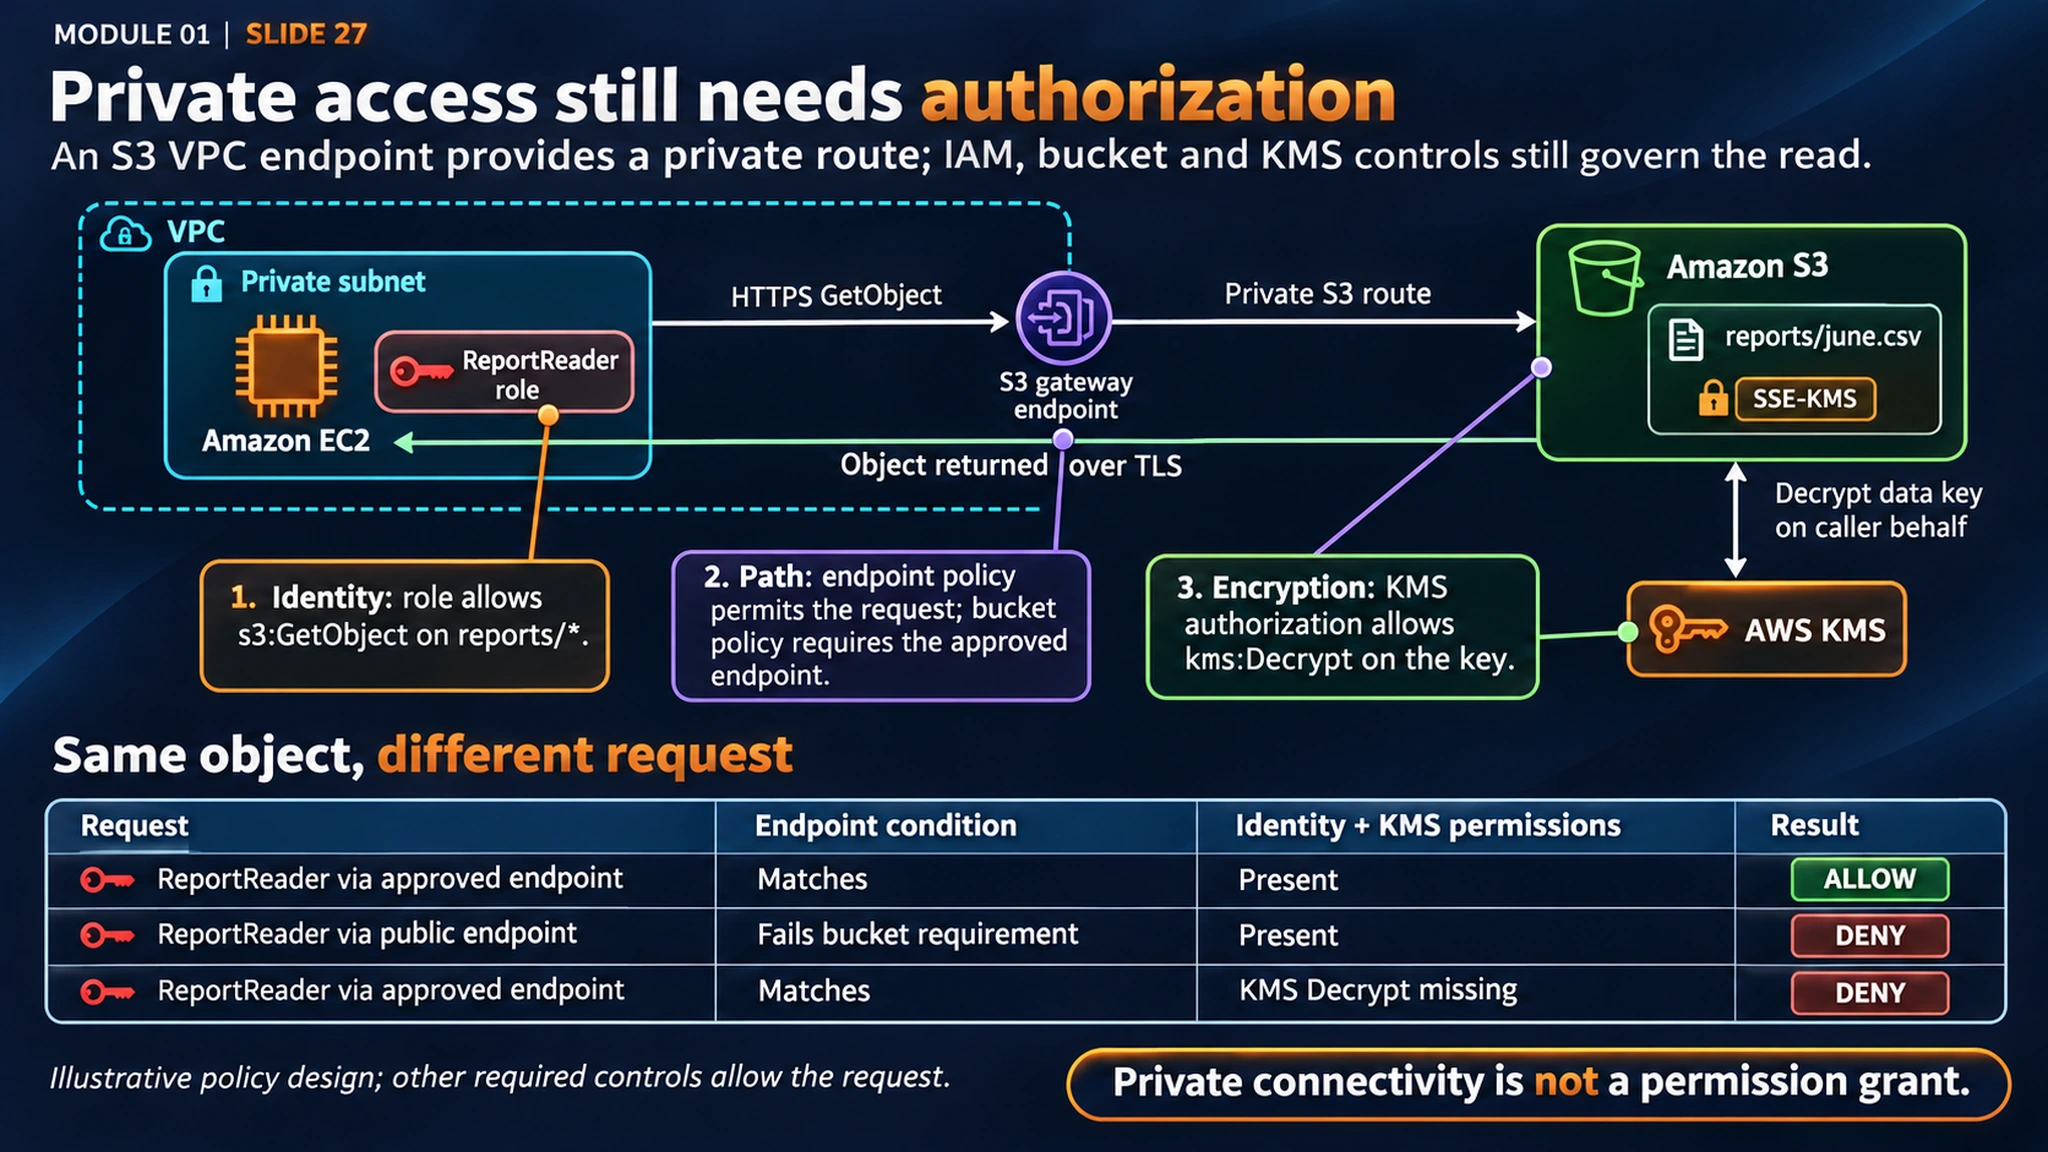 MODULE 01 | SLIDE 27
Private access still needs authorization
An S3 VPC endpoint provides a private route; IAM, bucket and KMS controls still govern the read.
VPC
Private subnet
Amazon EC2
ReportReader
role
HTTPS GetObject
S3 gateway
endpoint
Private S3 route
Amazon S3
reports/june.csv
SSE-KMS
Object returned over TLS
Decrypt data key
on caller behalf
AWS KMS
1. Identity: role allows
s3:GetObject on reports/*.
2. Path: endpoint policy
permits the request; bucket
policy requires the approved
endpoint.
3. Encryption: KMS
authorization allows
kms:Decrypt on the key.
Same object, different request
Request Endpoint condition Identity + KMS permissions Result
ReportReader via approved endpoint Matches Present ALLOW
ReportReader via public endpoint Fails bucket requirement Present DENY
ReportReader via approved endpoint Matches KMS Decrypt missing DENY
Illustrative policy design; other required controls allow the request.
Private connectivity is not a permission grant.